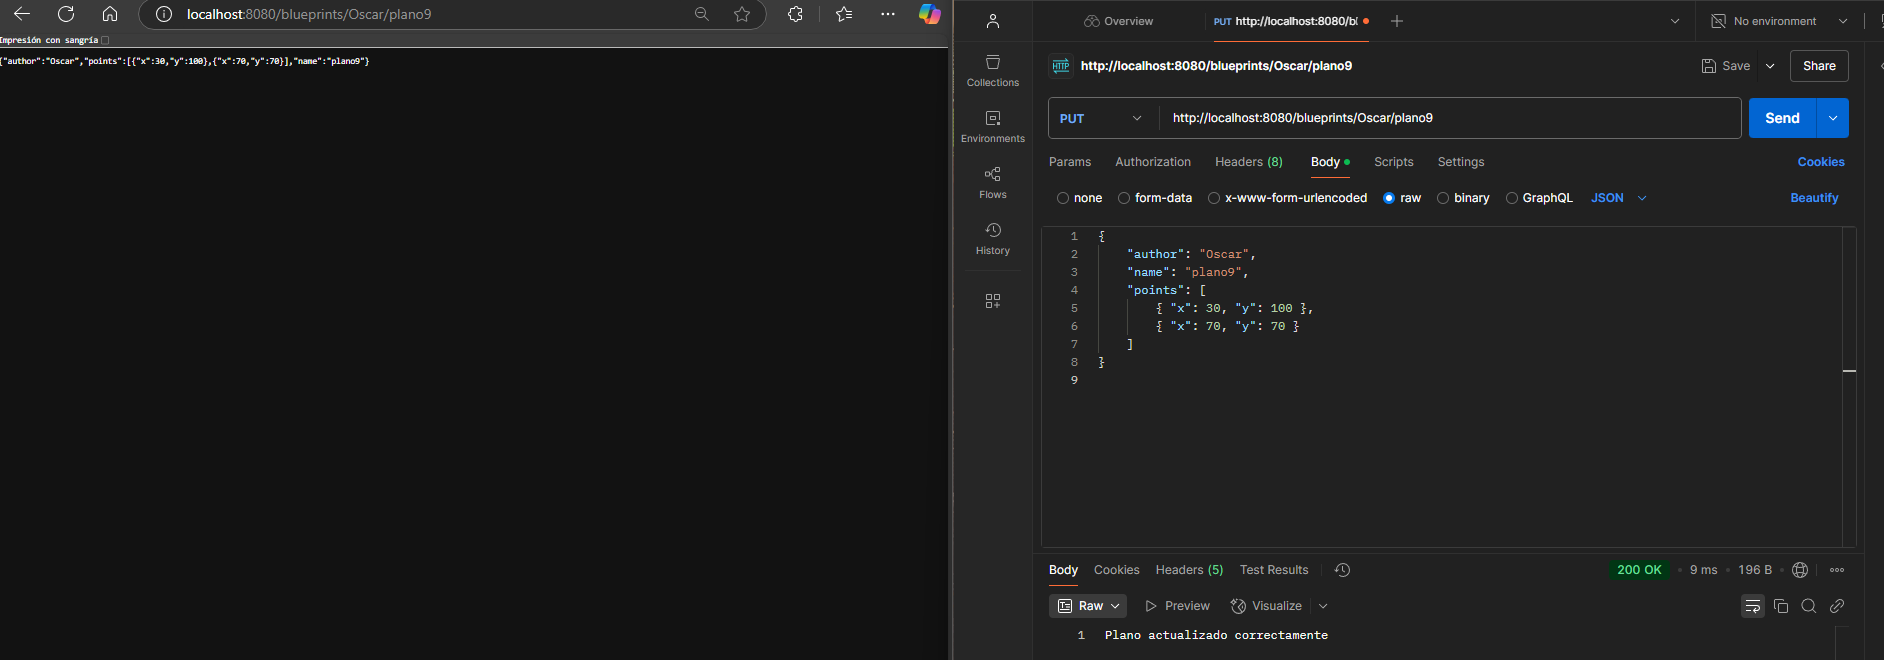 localhost:8080/blueprints/Oscar/plano9
Impresión con sangría
{"author":"Oscar","points":[{"x":30,"y":100},{"x":70,"y":70}],"name":"plano9"}
Overview
PUT http://localhost:8080/bl
No environment
Collections
Environments
Flows
History
HTTP http://localhost:8080/blueprints/Oscar/plano9
Save
Share
PUT
http://localhost:8080/blueprints/Oscar/plano9
Send
Params Authorization Headers (8) Body Scripts Settings Cookies
none form-data x-www-form-urlencoded raw binary GraphQL JSON Beautify
1 {
2 "author": "Oscar",
3 "name": "plano9",
4 "points": [
5 { "x": 30, "y": 100 },
6 { "x": 70, "y": 70 }
7 ]
8 }
9
Body Cookies Headers (5) Test Results 200 OK • 9 ms • 196 B •
Raw Preview Visualize
1 Plano actualizado correctamente